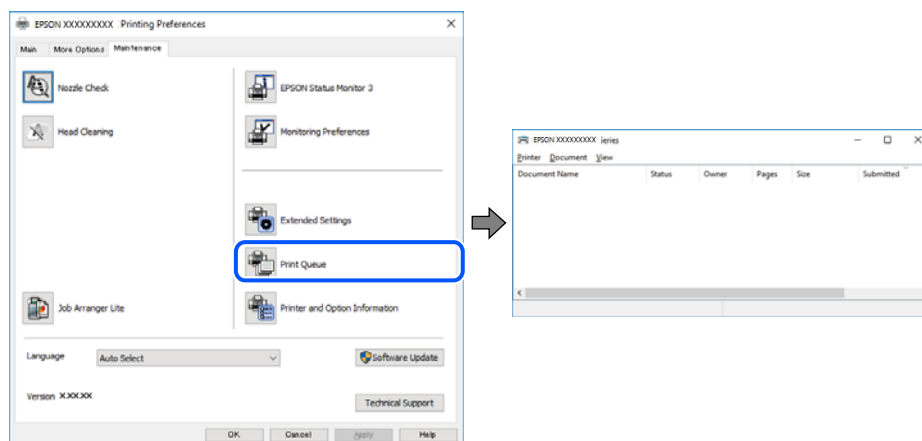 EPSON XXXXXXXXX Printing Preferences
Main More Options Maintenance
Nozzle Check
EPSON Status Monitor 3
Head Cleaning
Monitoring Preferences
Extended Settings
Print Queue
Job Arranger Lite
Printer and Option Information
Language Auto Select
Software Update
Version X.XX.XX
Technical Support
OK Cancel Apply Help
EPSON XXXXXXXXX ieries
Printer Document View
Document Name Status Owner Pages Size Submitted